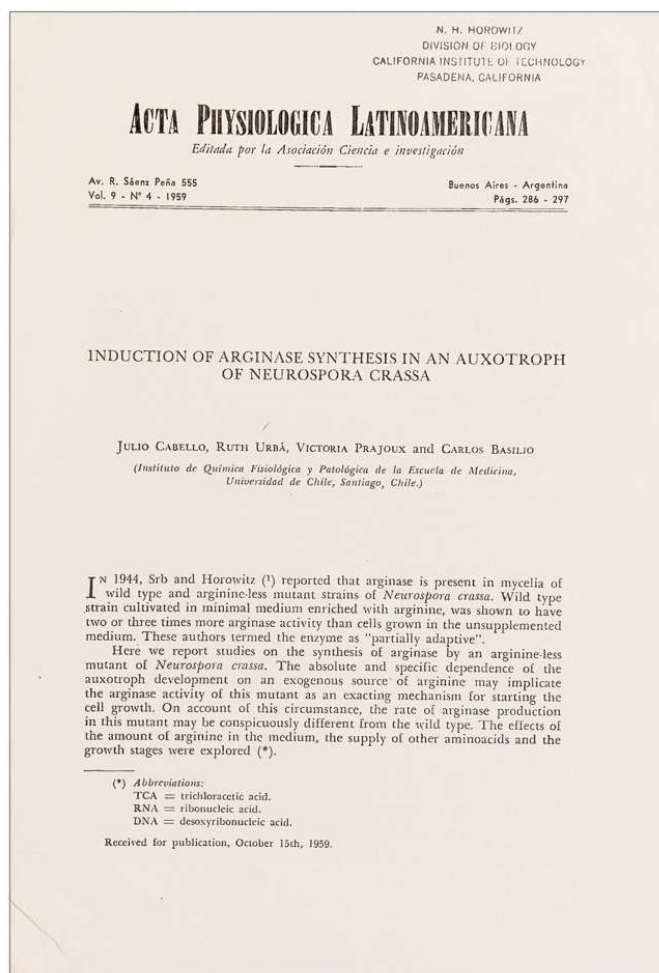 N. H. HOROWITZ
DIVISION OF BIOLOGY
CALIFORNIA INSTITUTE OF TECHNOLOGY
PASADENA, CALIFORNIA
ACTA PHYSIOLOGICA LATINOAMERICANA
Editada por la Asociación Ciencia e investigación
Av. R. Sáenz Peña 555
Vol. 9 - Nº 4 - 1959
Buenos Aires - Argentina
Págs. 286 - 297
INDUCTION OF ARGINASE SYNTHESIS IN AN AUXOTROPH
OF NEUROSPORA CRASSA
JULIO CABELLO, RUTH URBÁ, VICTORIA PRAJOUX and CARLOS BASILIO
(Instituto de Química Fisiológica y Patológica de la Escuela de Medicina,
Universidad de Chile, Santiago, Chile.)
IN 1944, Srb and Horowitz (¹) reported that arginase is present in mycelia of
wild type and arginine-less mutant strains of Neurospora crassa. Wild type
strain cultivated in minimal medium enriched with arginine, was shown to have
two or three times more arginase activity than cells grown in the unsupplemented
medium. These authors termed the enzyme as "partially adaptive".
Here we report studies on the synthesis of arginase by an arginine-less
mutant of Neurospora crassa. The absolute and specific dependence of the
auxotroph development on an exogenous source of arginine may implicate
the arginase activity of this mutant as an exacting mechanism for starting the
cell growth. On account of this circumstance, the rate of arginase production
in this mutant may be conspicuously different from the wild type. The effects of
the amount of arginine in the medium, the supply of other aminoacids and the
growth stages were explored (*).
(*) Abbreviations:
TCA = trichloracetic acid.
RNA = ribonucleic acid.
DNA = desoxyribonucleic acid.
Received for publication, October 15th, 1959.